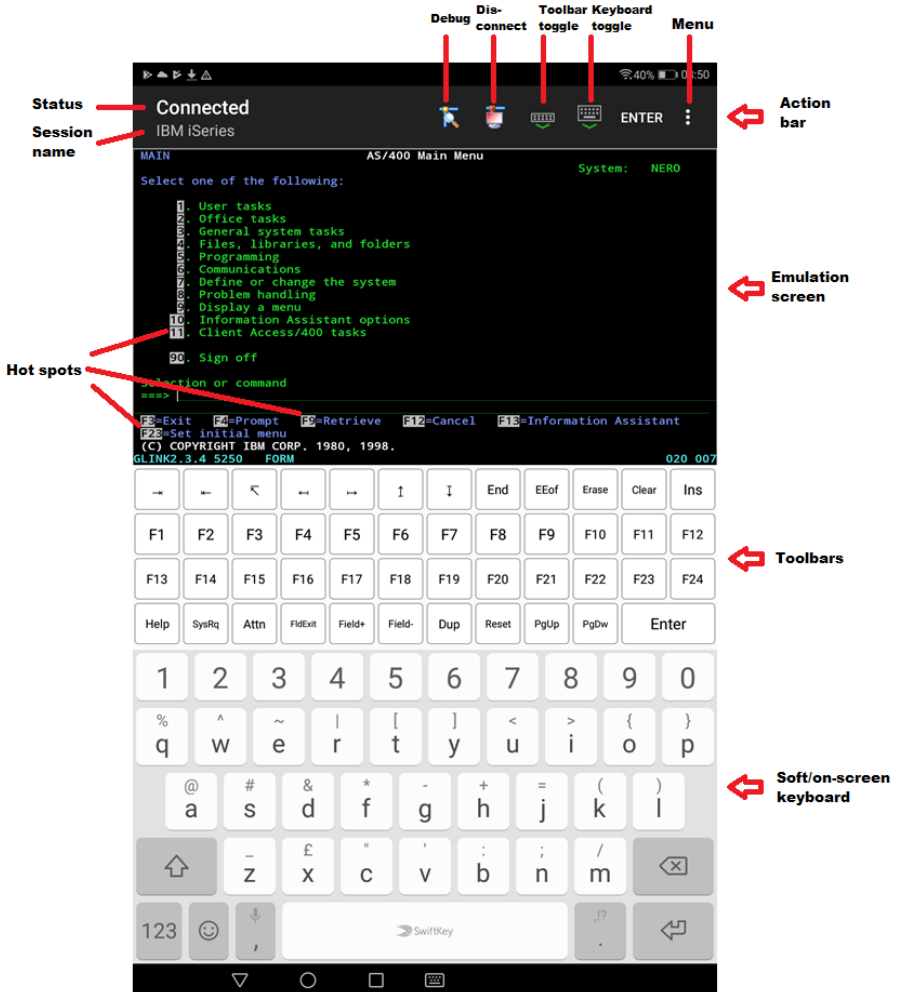 Debug
Dis-
connect
Toolbar Keyboard
toggle toggle
Menu
40%
:50
Status
Connected
ENTER
Action
bar
Session
name
IBM iSeries
MAIN AS/400 Main Menu
System: NERO
Select one of the following:
1. User tasks
2. Office tasks
3. General system tasks
4. Files, libraries, and folders
5. Programming
6. Communications
7. Define or change the system
8. Problem handling
9. Display a menu
10. Information Assistant options
11. Client Access/400 tasks
90. Sign off
Emulation
screen
Hot spots
Selection or command
===>
F3=Exit F4=Prompt F9=Retrieve F12=Cancel F13=Information Assistant
F23=Set initial menu
(C) COPYRIGHT IBM CORP. 1980, 1998.
GLINK2.3.4 5250 FORM 020 007
End EEof Erase Clear Ins
F1 F2 F3 F4 F5 F6 F7 F8 F9 F10 F11 F12
Toolbars
F13 F14 F15 F16 F17 F18 F19 F20 F21 F22 F23 F24
Help SysRq Attn FldExit Field+ Field- Dup Reset PgUp PgDw Enter
1 2 3 4 5 6 7 8 9 0
% ^ ~ | [ ] < > { }
q w e r t y u i o p
@ # & * - + = ( )
a s d f g h j k l
Soft/on-screen
keyboard
_ £ " ' : ; /
z x c v b n m
123 , SwiftKey ,!? .